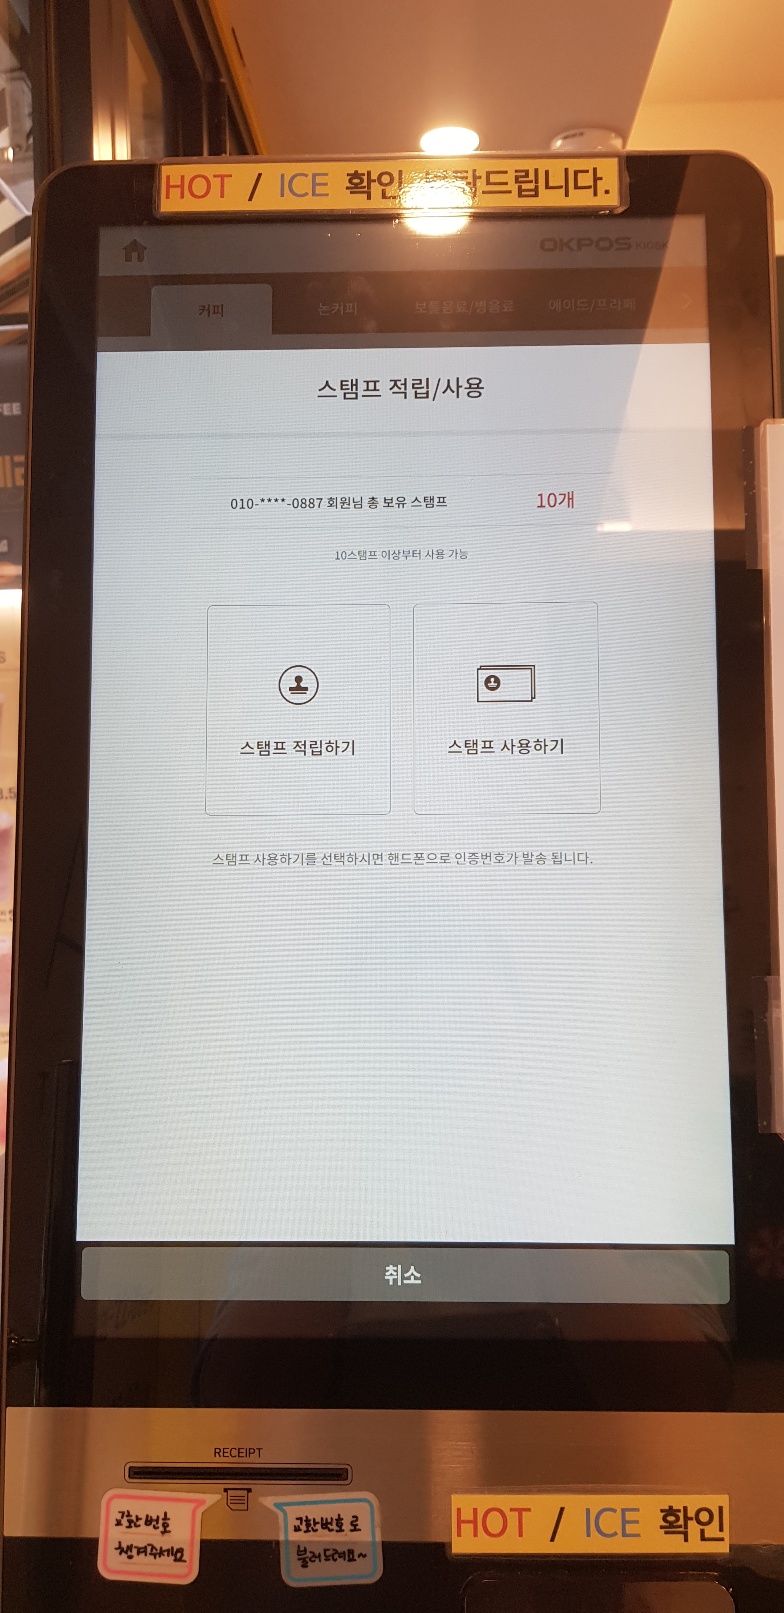 HOT / ICE 확인 부탁드립니다.
OKPOS KIOSK
커피
논커피
보틀음료/병음료
에이드/프라페
스탬프 적립/사용
010-****-0887 회원님 총 보유 스탬프
10개
10스탬프 이상부터 사용 가능
스탬프 적립하기
스탬프 사용하기
스탬프 사용하기를 선택하시면 핸드폰으로 인증번호가 발송 됩니다.
취소
RECEIPT
교환번호
챙겨주세요
교환번호로
불러드려요~
HOT / ICE 확인